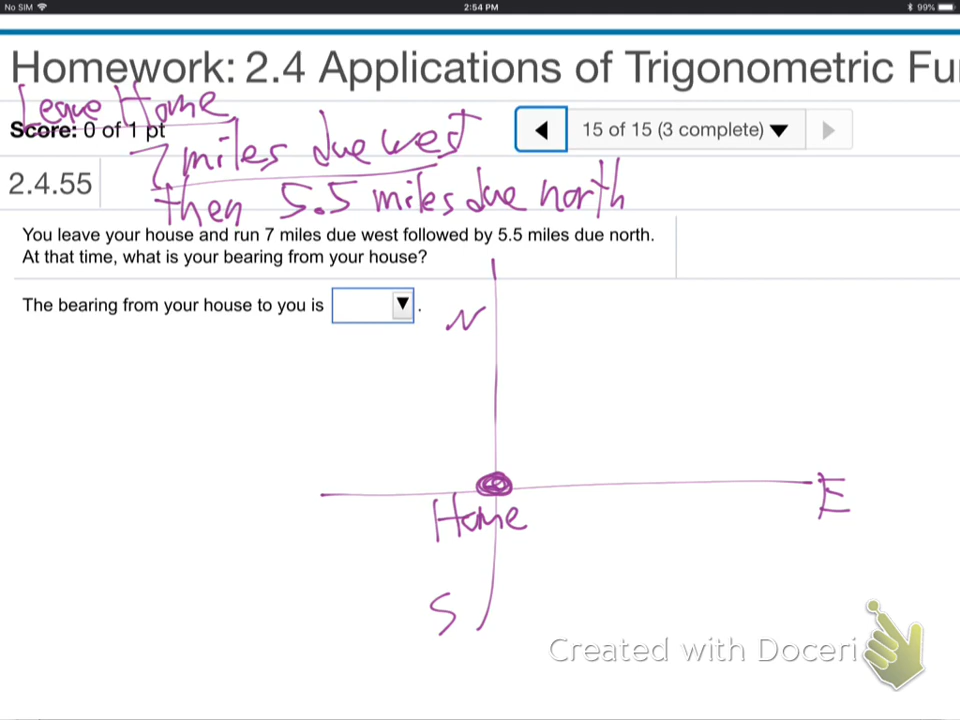 No SIM 2:54 PM 99%
Homework: 2.4 Applications of Trigonometric Fu
Leave Home
Score: 0 of 1 pt
15 of 15 (3 complete)
7 miles due west
2.4.55
then 5.5 miles due north
You leave your house and run 7 miles due west followed by 5.5 miles due north.
At that time, what is your bearing from your house?
The bearing from your house to you is .
N
E
Home
S
Created with Doceri